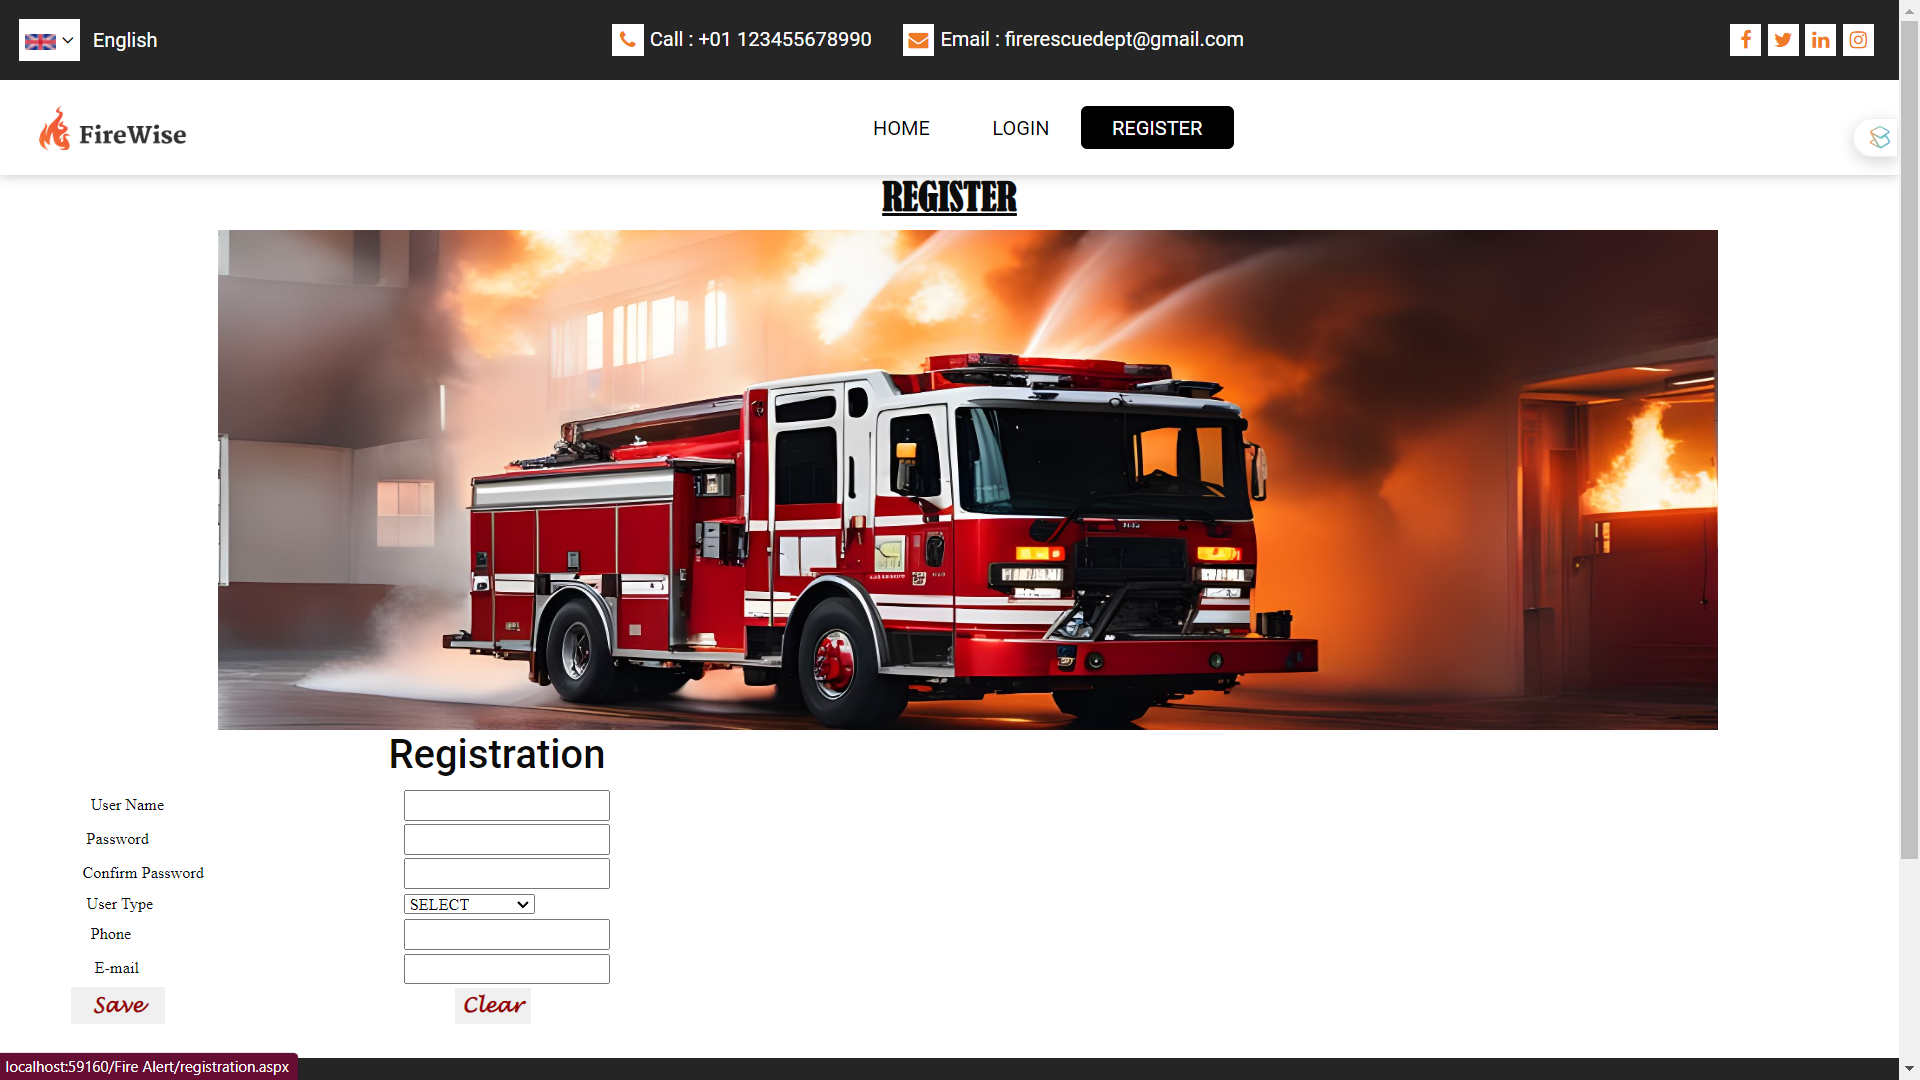 English
Call : +01 123455678990
Email : firerescuedept@gmail.com
FireWise
HOME
LOGIN
REGISTER
REGISTER
Registration
User Name
Password
Confirm Password
User Type
SELECT
Phone
E-mail
Save
Clear
localhost:59160/Fire Alert/registration.aspx